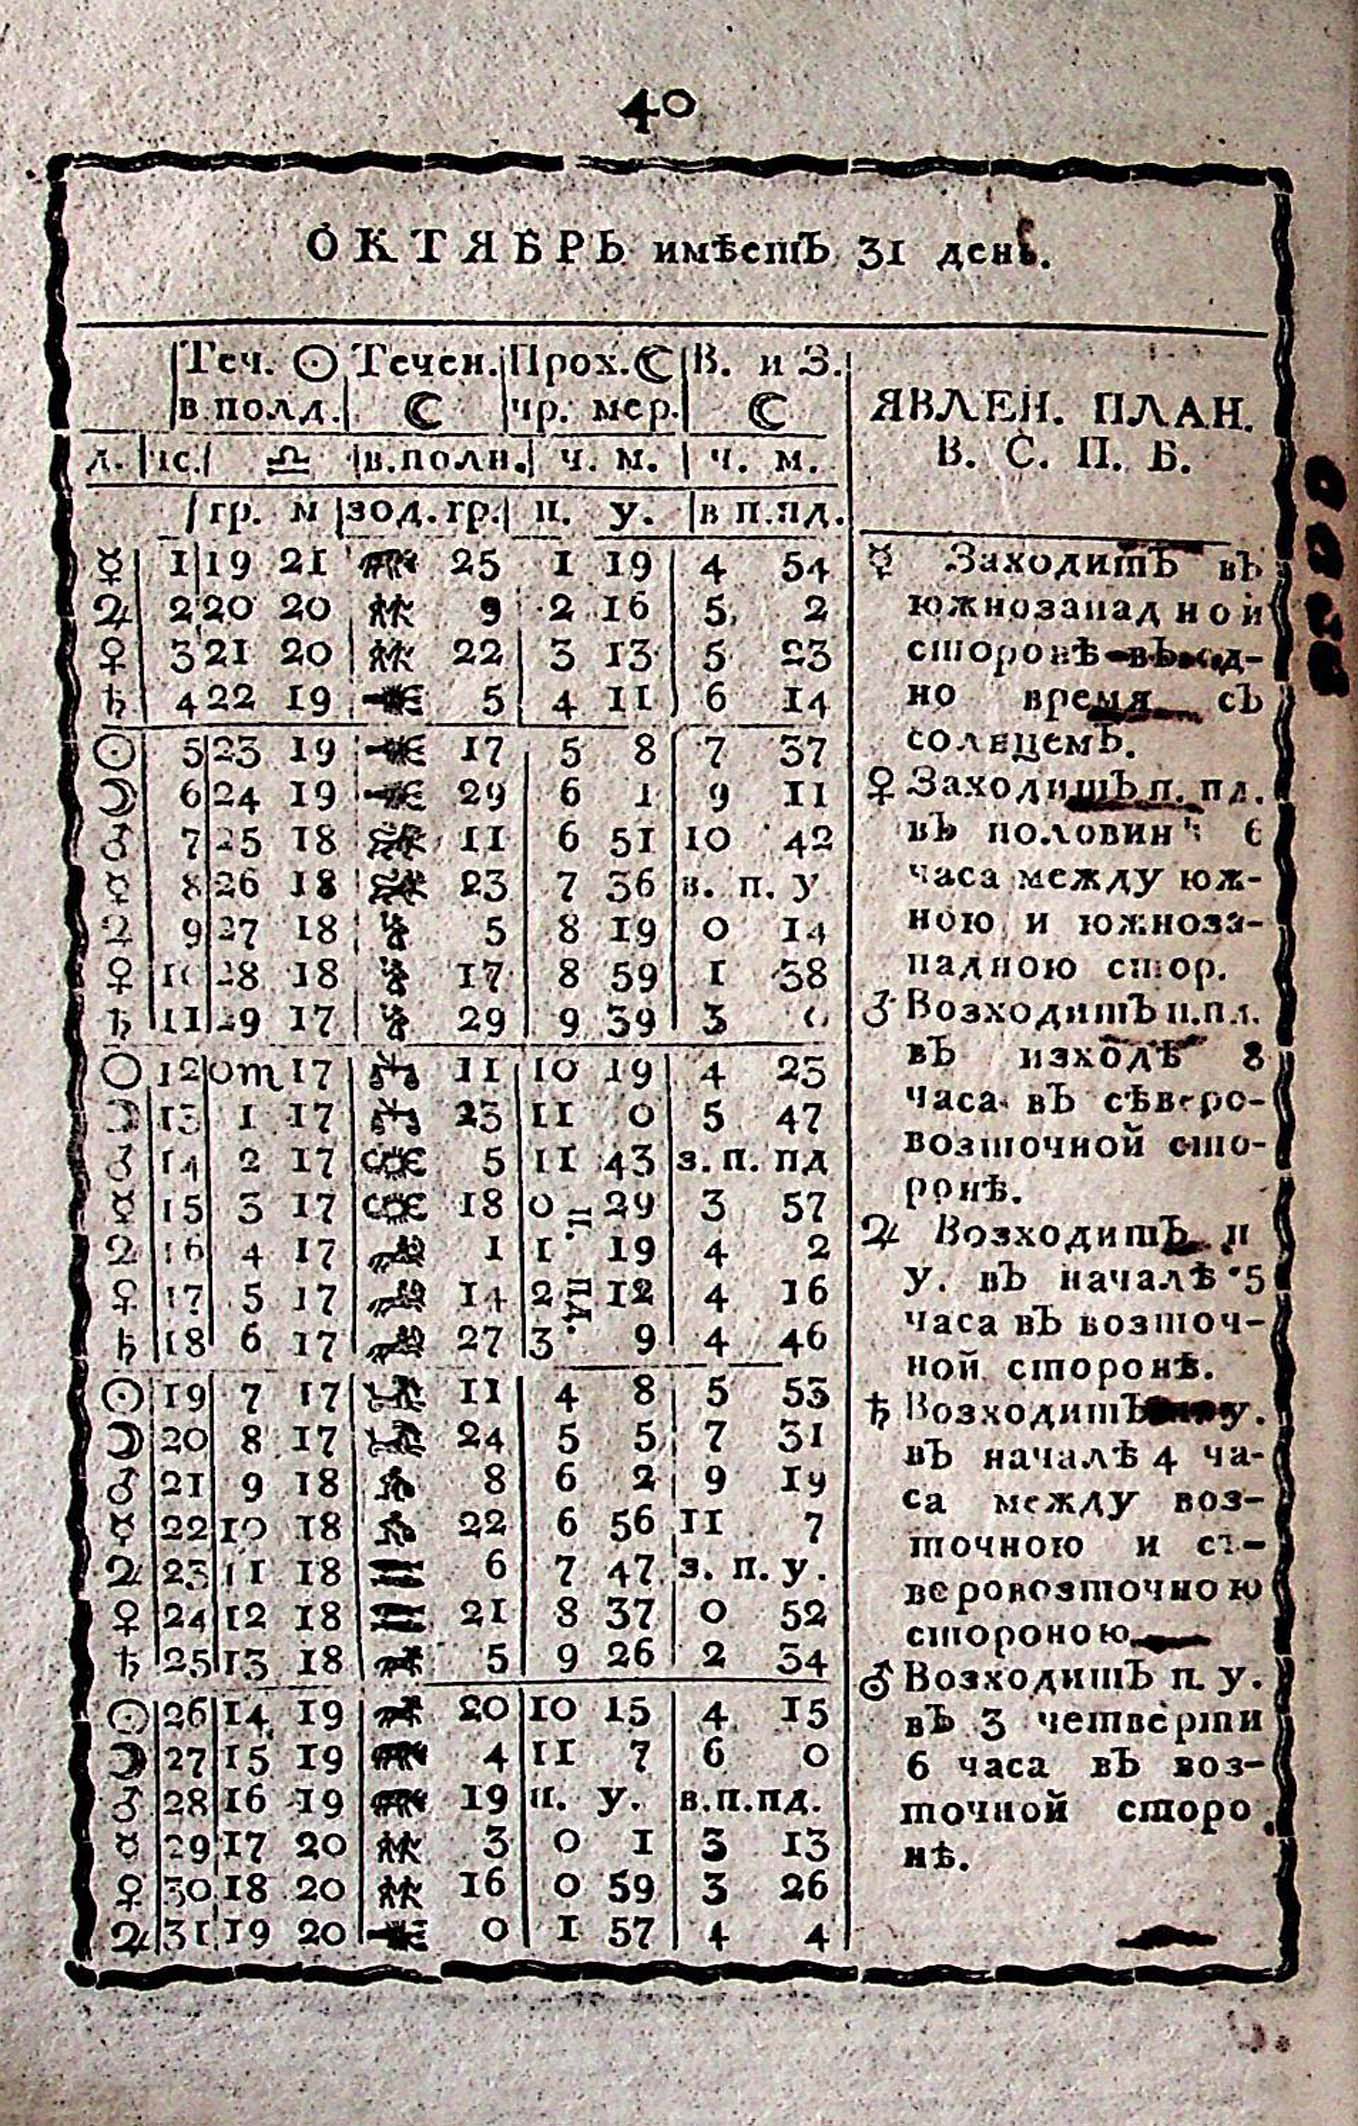 40
ОКТЯБРЬ имѣетЪ 31 день.
Теч. ☉ Течен. Прох. ☾ В. и З.
в полд. ☾ чр. мер. ☾
д. чс. ♎ в.полн. ч. м. ч. м.
гр. м зод. гр. п. у. в п.пд.
☿ 1 19 21 ♉ 25 1 19 4 54
♃ 2 20 20 ♊ 9 2 16 5 2
♀ 3 21 20 ♊ 22 3 13 5 23
♄ 4 22 19 ♋ 5 4 11 6 14
☉ 5 23 19 ♋ 17 5 8 7 37
☽ 6 24 19 ♋ 29 6 1 9 11
♂ 7 25 18 ♌ 11 6 51 10 42
☿ 8 26 18 ♌ 23 7 36 в. п. у
♃ 9 27 18 ♍ 5 8 19 0 14
♀ 10 28 18 ♍ 17 8 59 1 38
♄ 11 29 17 ♍ 29 9 39 3 0
☉ 12 0♏ 17 ♎ 11 10 19 4 25
☽ 13 1 17 ♎ 23 11 0 5 47
♂ 14 2 17 ♏ 5 11 43 з. п. пд
☿ 15 3 17 ♏ 18 0 п 29 3 57
♃ 16 4 17 ♐ 1 1 . 19 4 2
♀ 17 5 17 ♐ 14 2 пд 12 4 16
♄ 18 6 17 ♐ 27 3 . 9 4 46
☉ 19 7 17 ♑ 11 4 8 5 53
☽ 20 8 17 ♑ 24 5 5 7 31
♂ 21 9 18 ♒ 8 6 2 9 19
☿ 22 10 18 ♒ 22 6 56 11 7
♃ 23 11 18 ♓ 6 7 47 з. п. у.
♀ 24 12 18 ♓ 21 8 37 0 52
♄ 25 13 18 ♈ 5 9 26 2 34
☉ 26 14 19 ♈ 20 10 15 4 15
☽ 27 15 19 ♉ 4 11 7 6 0
♂ 28 16 19 ♉ 19 п. у. в.п.пд.
☿ 29 17 20 ♊ 3 0 1 3 13
♀ 30 18 20 ♊ 16 0 59 3 26
♃ 31 19 20 ♋ 0 1 57 4 4
ЯВЛЕН. ПЛАН.
В. С. П. Б.
☿ ЗаходитЪ вЪ
южнозападной
сторонѣ вЪ од-
но время сЪ
солнцемЪ.
♀ ЗаходитЪ п. пд.
вЪ половинѣ 6
часа между юж-
ною и южноза-
падною стор.
ВозходитЪ п.пл.
вЪ изходѣ 8
часа вЪ сѣверо-
возточной сто-
ронѣ.
♃ ВозходитЪ п
у. вЪ началѣ 5
часа вЪ возточ-
ной сторонѣ.
♄ ВозходитЪ у.
вЪ началѣ 4 ча-
са между воз-
точною и сѣ-
веровозточною
стороною
♂ ВозходитЪ п. у.
вЪ 3 четверти
6 часа вЪ воз-
точной сторо
нѣ.